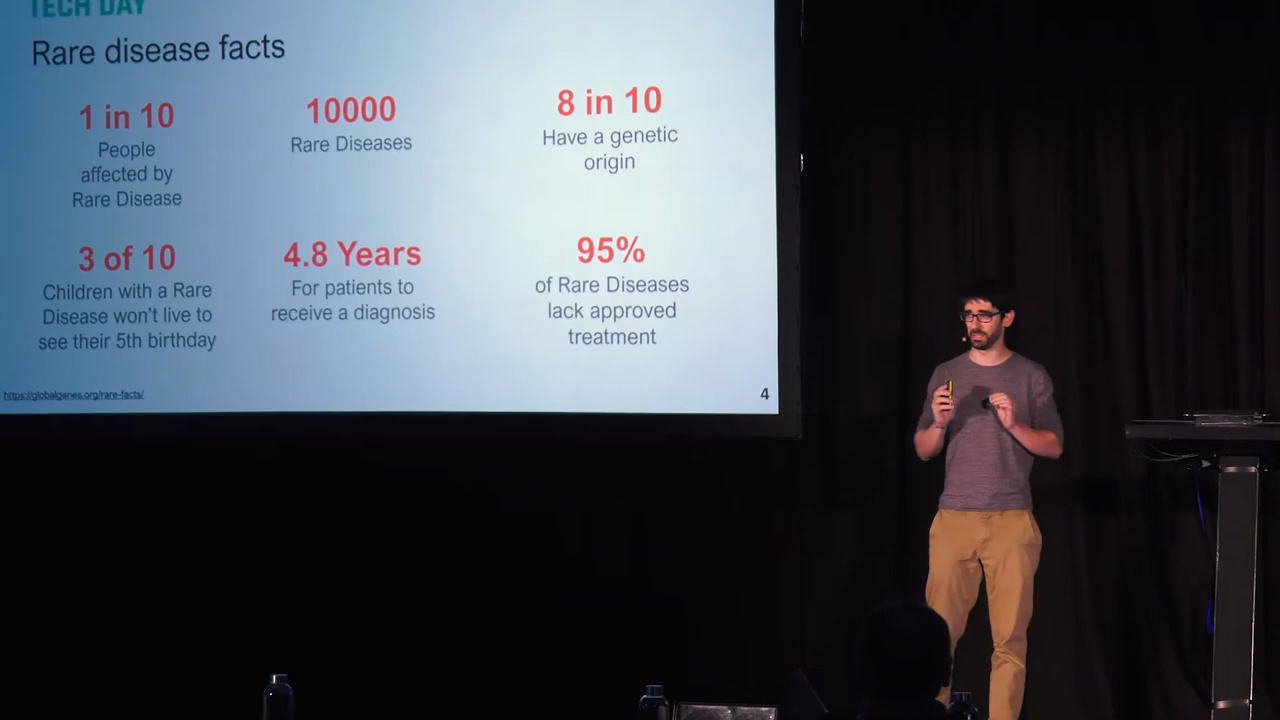 TECH DAY
Rare disease facts
1 in 10
People
affected by
Rare Disease
10000
Rare Diseases
8 in 10
Have a genetic
origin
3 of 10
Children with a Rare
Disease won't live to
see their 5th birthday
4.8 Years
For patients to
receive a diagnosis
95%
of Rare Diseases
lack approved
treatment
https://globalgenes.org/rare-facts/
4